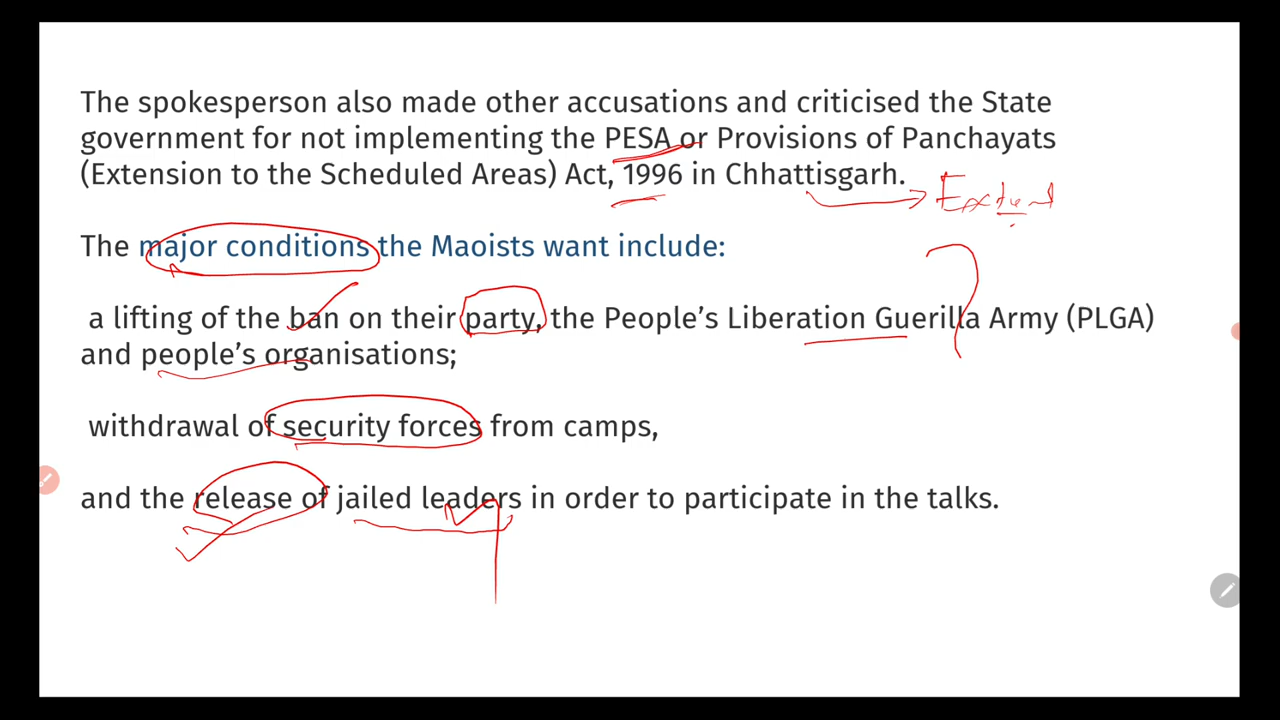 The spokesperson also made other accusations and criticised the State
government for not implementing the PESA or Provisions of Panchayats
(Extension to the Scheduled Areas) Act, 1996 in Chhattisgarh.
Extent
The major conditions the Maoists want include:
a lifting of the ban on their party, the People’s Liberation Guerilla Army (PLGA)
and people’s organisations;
withdrawal of security forces from camps,
and the release of jailed leaders in order to participate in the talks.